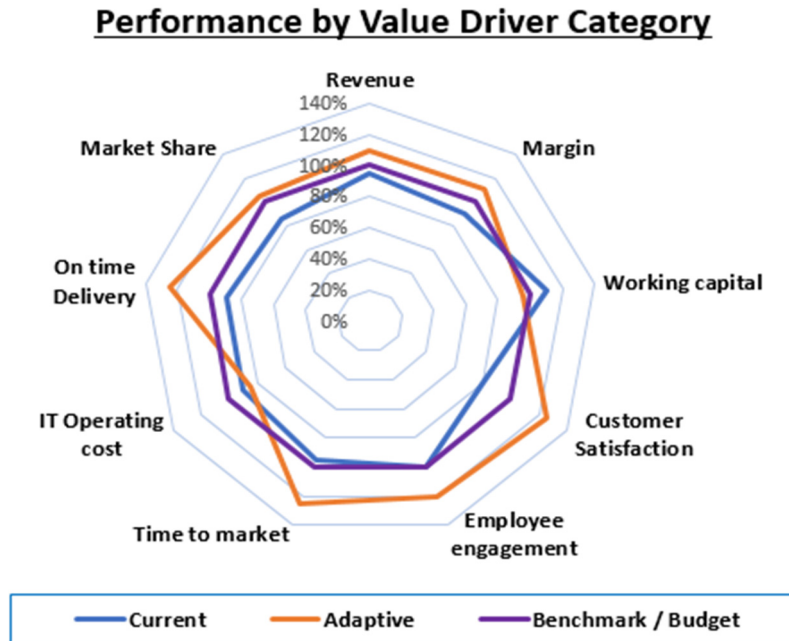 Performance by Value Driver Category
Revenue
140%
120%
100%
80%
60%
40%
20%
0%
Margin
Working capital
Customer
Satisfaction
Employee
engagement
Time to market
IT Operating
cost
On time
Delivery
Market Share
Current
Adaptive
Benchmark / Budget